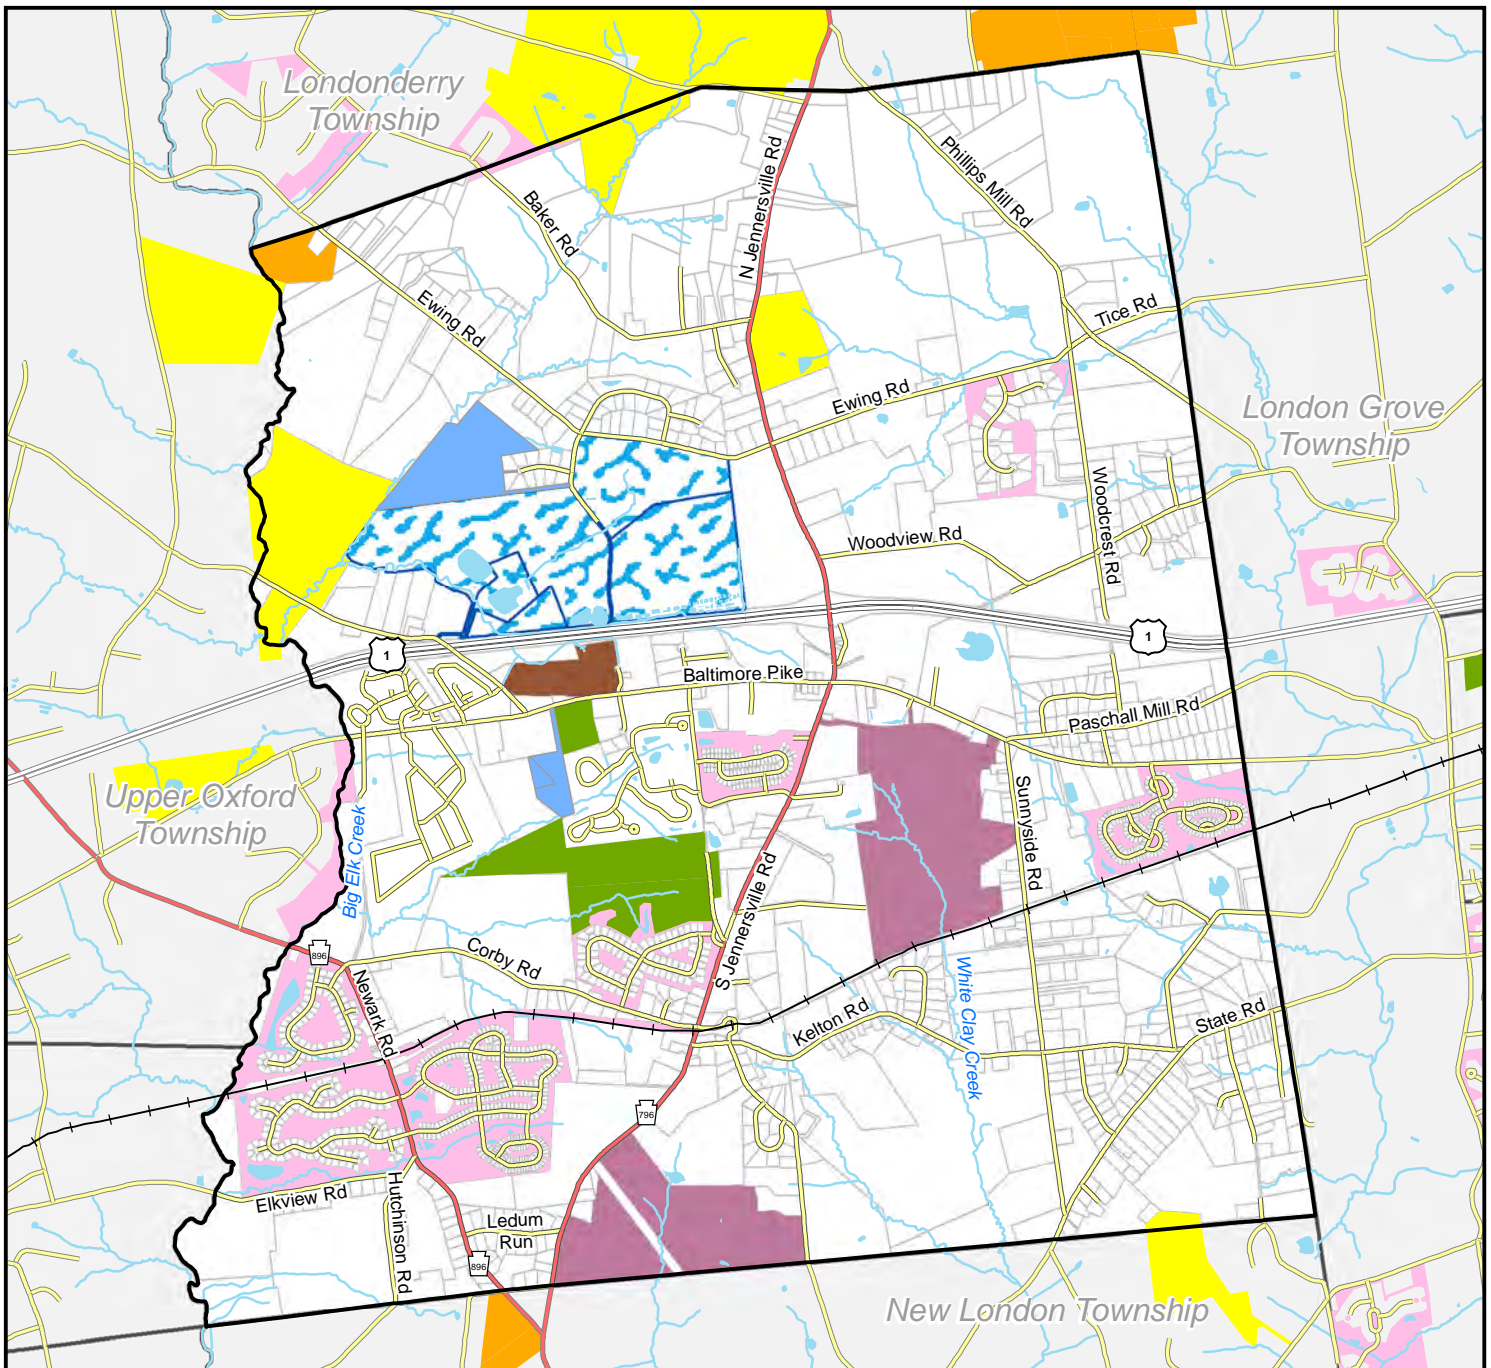 Londonderry
Township
Phillips Mill Rd
N Jennersville Rd
Baker Rd
Ewing Rd
Tice Rd
Ewing Rd
London Grove
Township
Woodcrest Rd
Woodview Rd
1
1
Baltimore Pike
Paschall Mill Rd
Upper Oxford
Township
Big Elk Creek
Sunnyside Rd
S Jennersville Rd
896
Corby Rd
Newark Rd
White Clay Creek
Kelton Rd
State Rd
796
Elkview Rd
Hutchinson Rd
Ledum
Run
896
New London Township